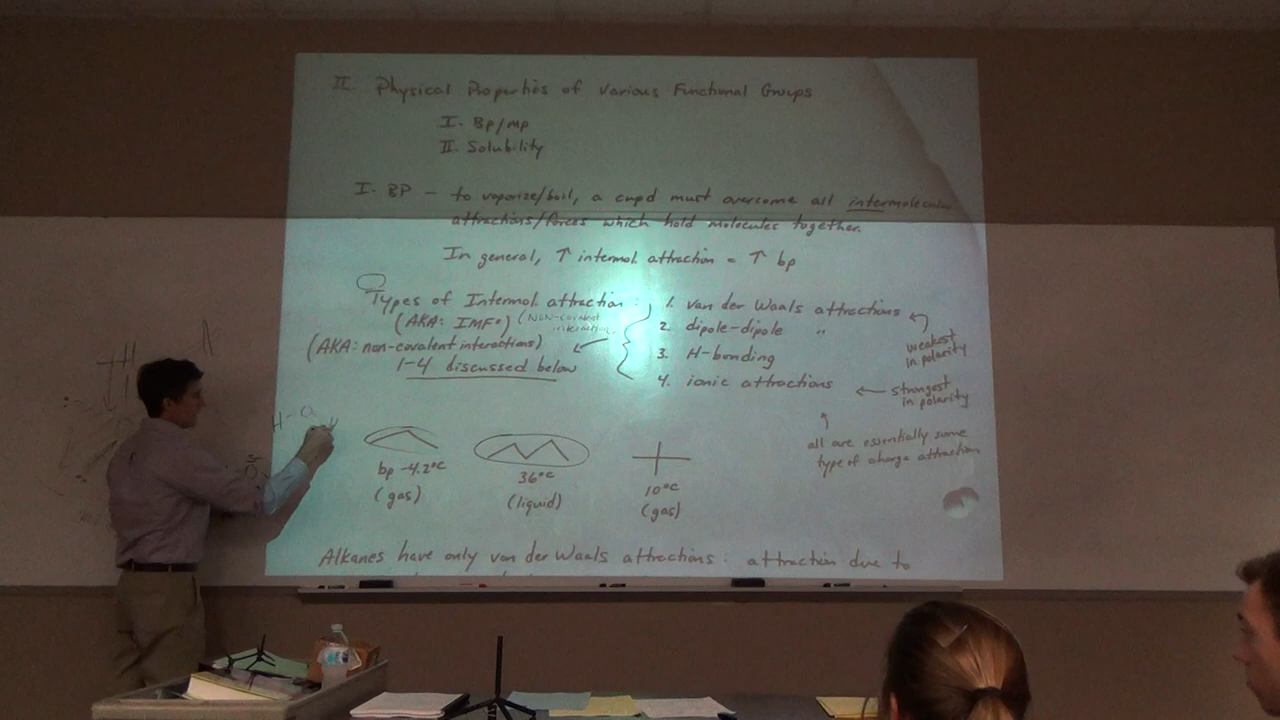 II. Physical Properties of Various Functional Groups
I. Bp/mp
II. Solubility
I. BP - to vaporize/boil, a cmpd must overcome all intermolecular
attractions/forces which hold molecules together.
In general, ↑ intermol. attraction = ↑ bp
Types of Intermol. attraction:
(AKA: IMFs) (NON-covalent
interaction
(AKA: non-covalent interactions)
1-4 discussed below
1. van der Waals attractions
2. dipole-dipole "
3. H-bonding
4. ionic attractions
weakest
in polarity
← strongest
in polarity
all are essentially some
type of charge attraction
bp -4.2°C
(gas)
36°C
(liquid)
10°C
(gas)
Alkanes have only van der Waals attractions: attraction due to